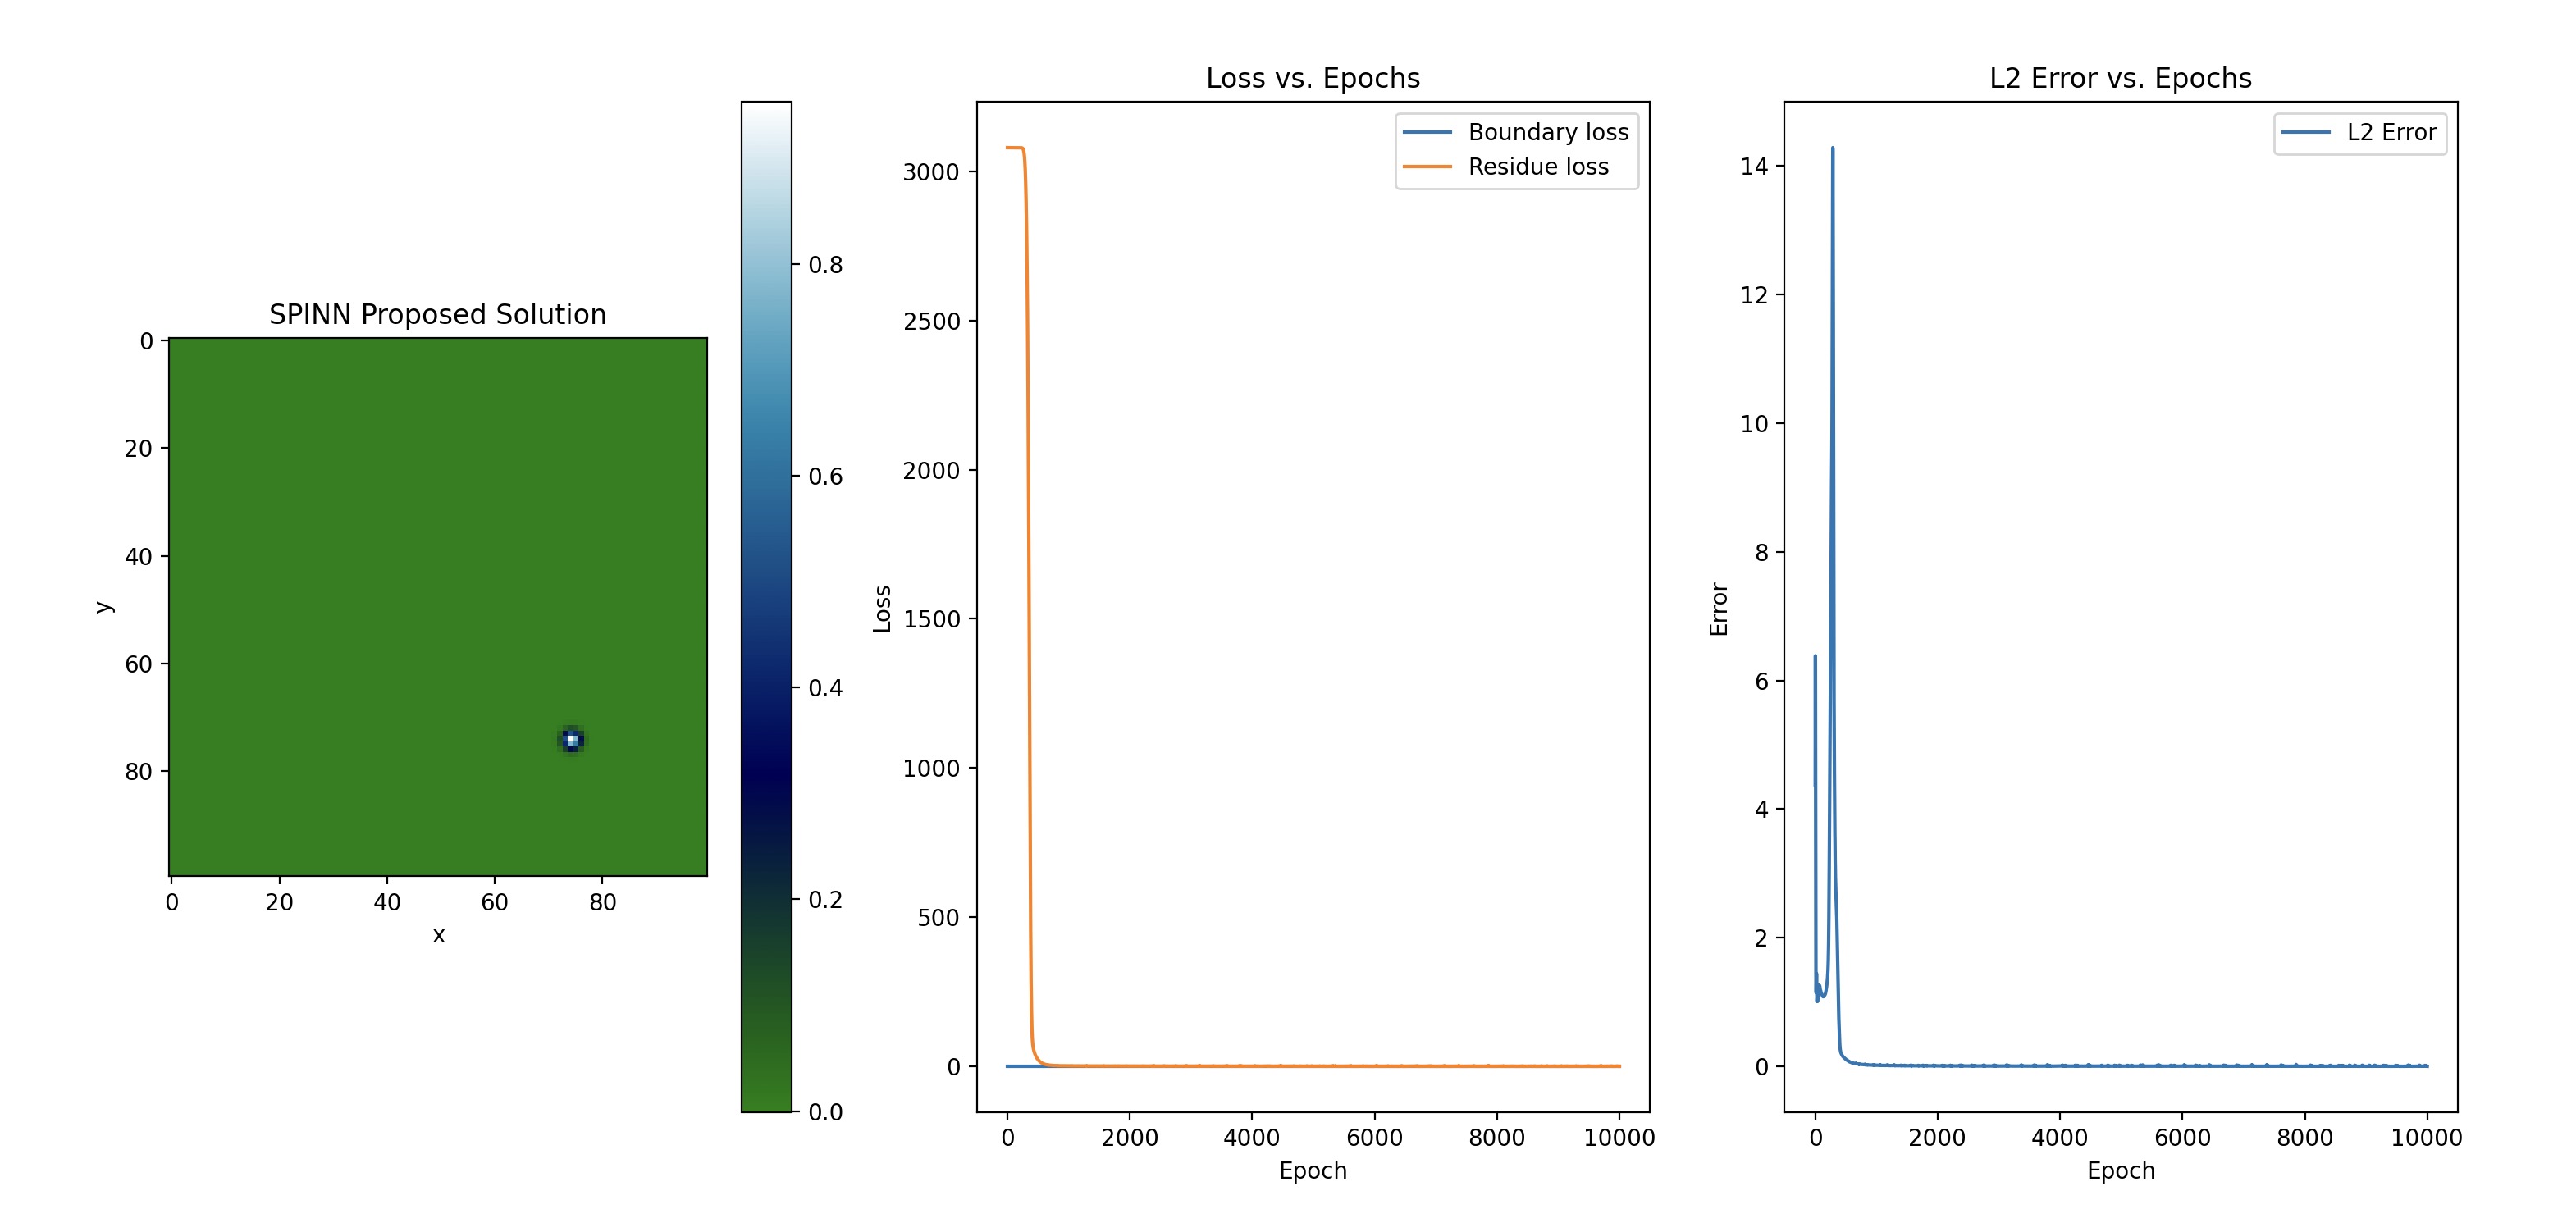 SPINN Proposed Solution
0
20
40
60
80
y
0 20 40 60 80
x
0.8
0.6
0.4
0.2
0.0
Loss vs. Epochs
Boundary loss
Residue loss
3000
2500
2000
1500
1000
500
0
Loss
0 2000 4000 6000 8000 10000
Epoch
L2 Error vs. Epochs
L2 Error
14
12
10
8
6
4
2
0
Error
0 2000 4000 6000 8000 10000
Epoch